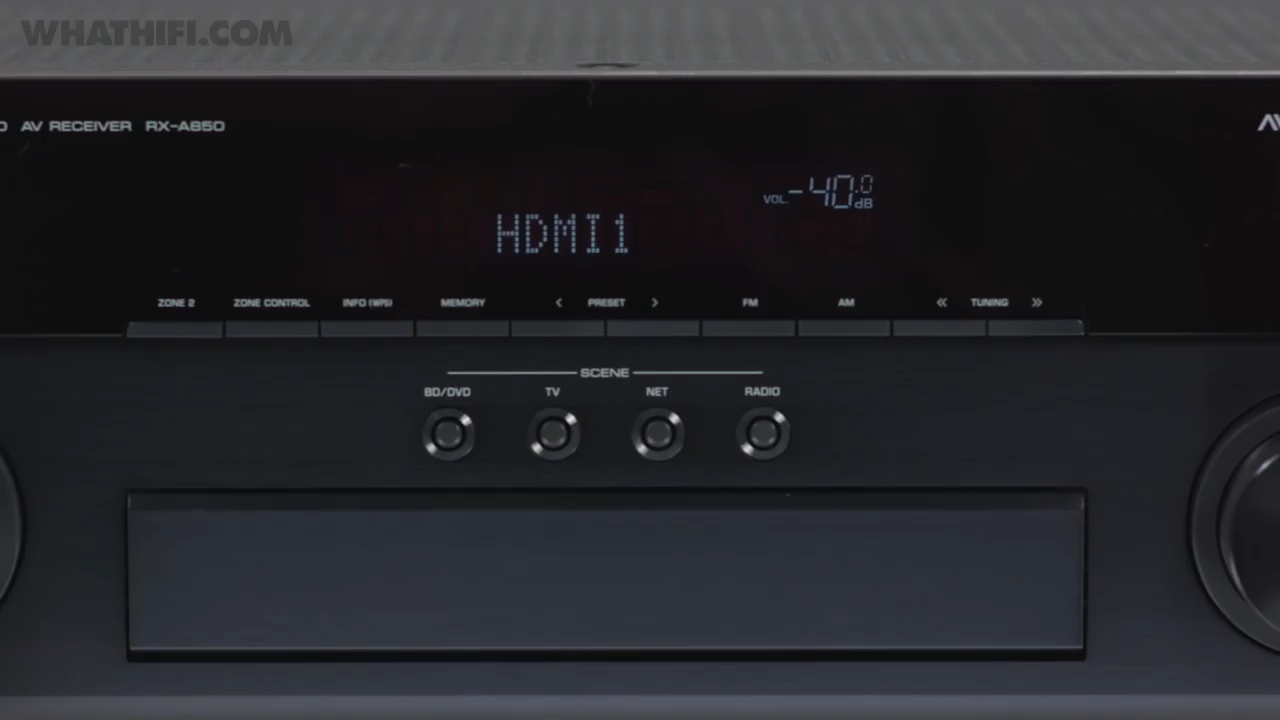 WHATHIFI.COM
AV RECEIVER RX-A850
VOL. -40.0 dB
HDMI1
ZONE 2 ZONE CONTROL INFO (WPS) MEMORY < PRESET > FM AM << TUNING >>
SCENE
BD/DVD TV NET RADIO